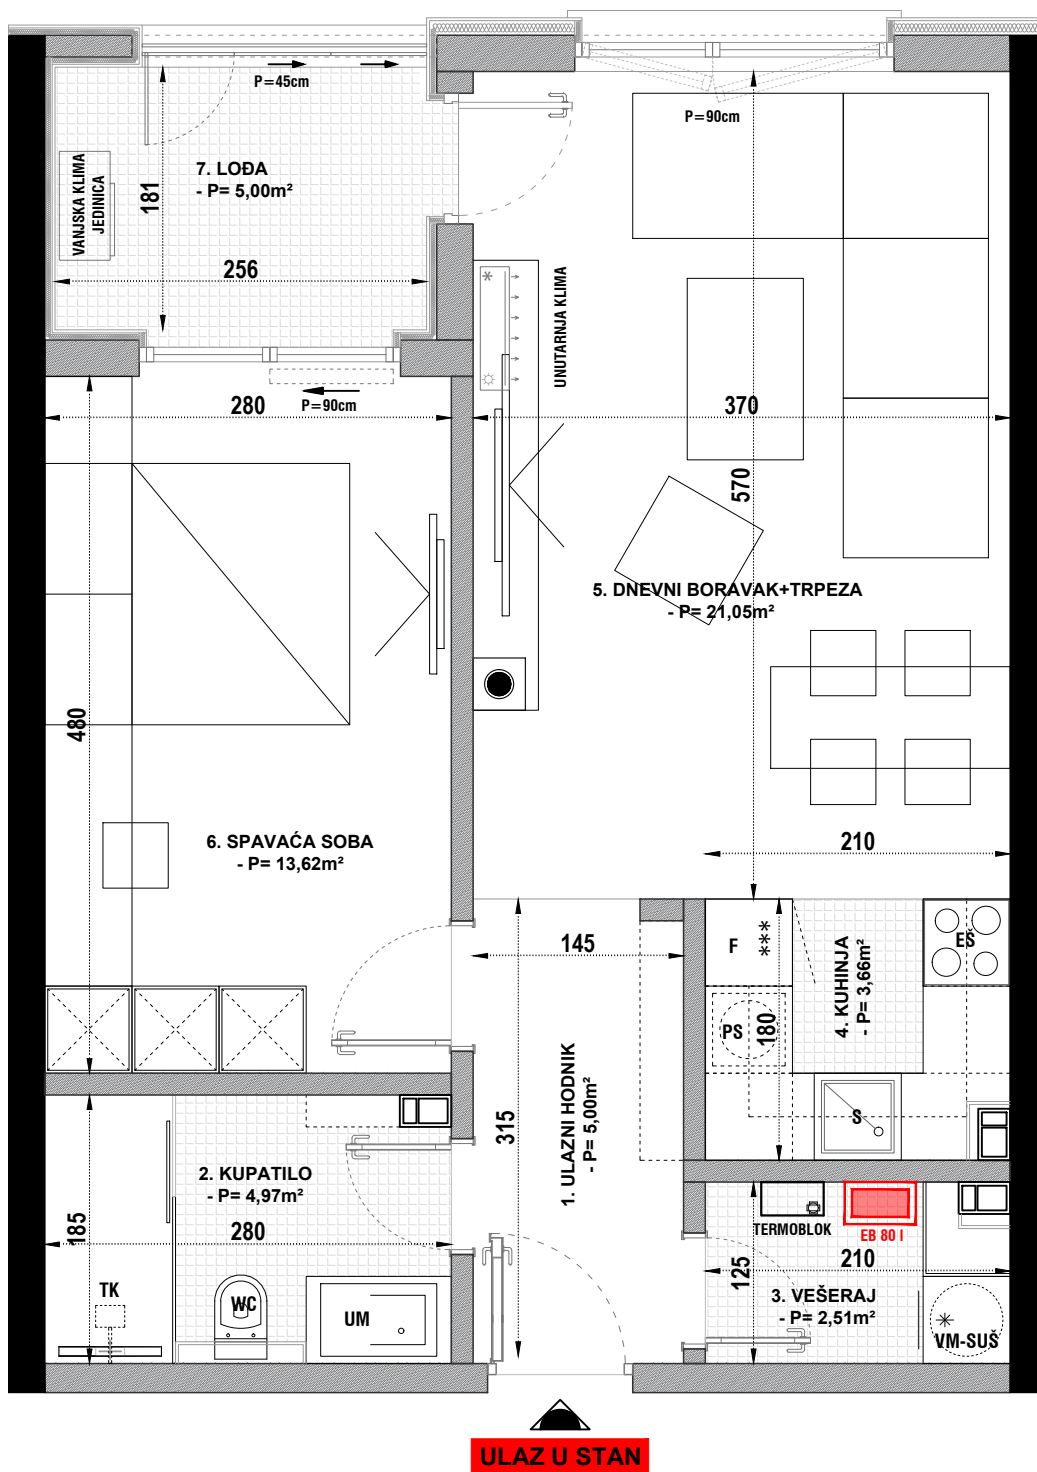 P=45cm
P=90cm
7. LOĐA
- P= 5,00m²
VANJSKA KLIMA
JEDINICA
181
256
UNUTARNJA KLIMA
280
P=90cm
370
570
5. DNEVNI BORAVAK+TRPEZA
- P= 21,05m²
480
6. SPAVAĆA SOBA
- P= 13,62m²
210
145
F
***
EŠ
4. KUHINJA
- P= 3,66m²
PS
180
S
315
1. ULAZNI HODNIK
- P= 5,00m²
2. KUPATILO
- P= 4,97m²
185
280
TK
WC
UM
TERMOBLOK
EB 80 l
125
210
3. VEŠERAJ
- P= 2,51m²
VM-SUŠ
ULAZ U STAN